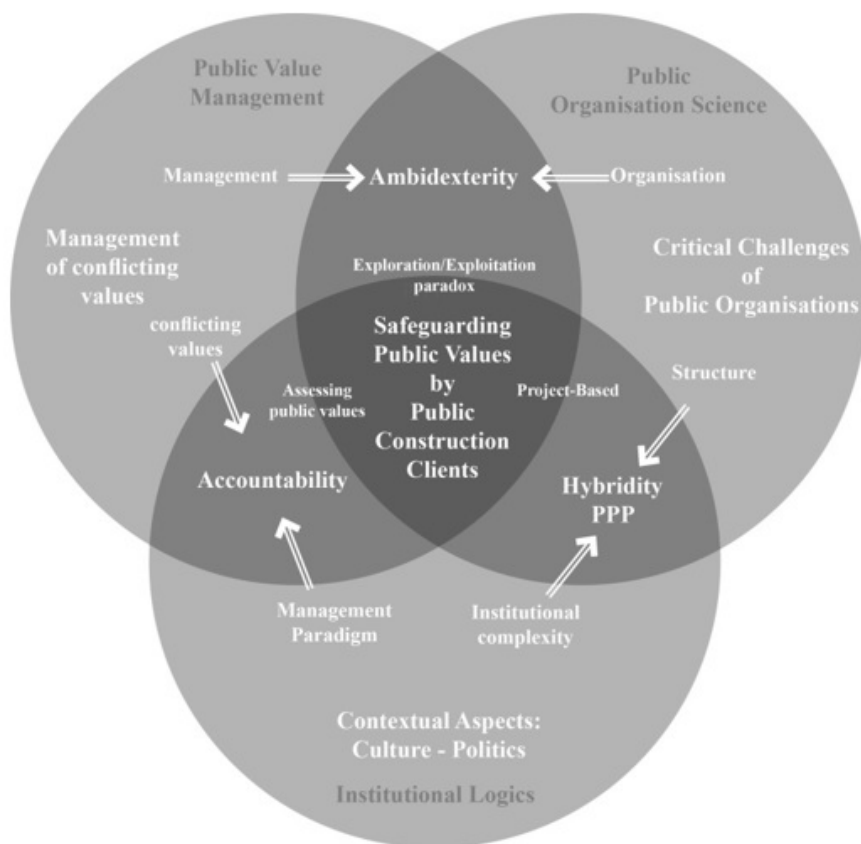 Public Value
Management
Public
Organisation Science
Management
Ambidexterity
Organisation
Management
of conflicting
values
Exploration/Exploitation
paradox
Critical Challenges
of
Public Organisations
conflicting
values
Safeguarding
Public Values
by
Public
Construction
Clients
Assessing
public values
Project-Based
Structure
Accountability
Hybridity
PPP
Management
Paradigm
Institutional
complexity
Contextual Aspects:
Culture - Politics
Institutional Logics